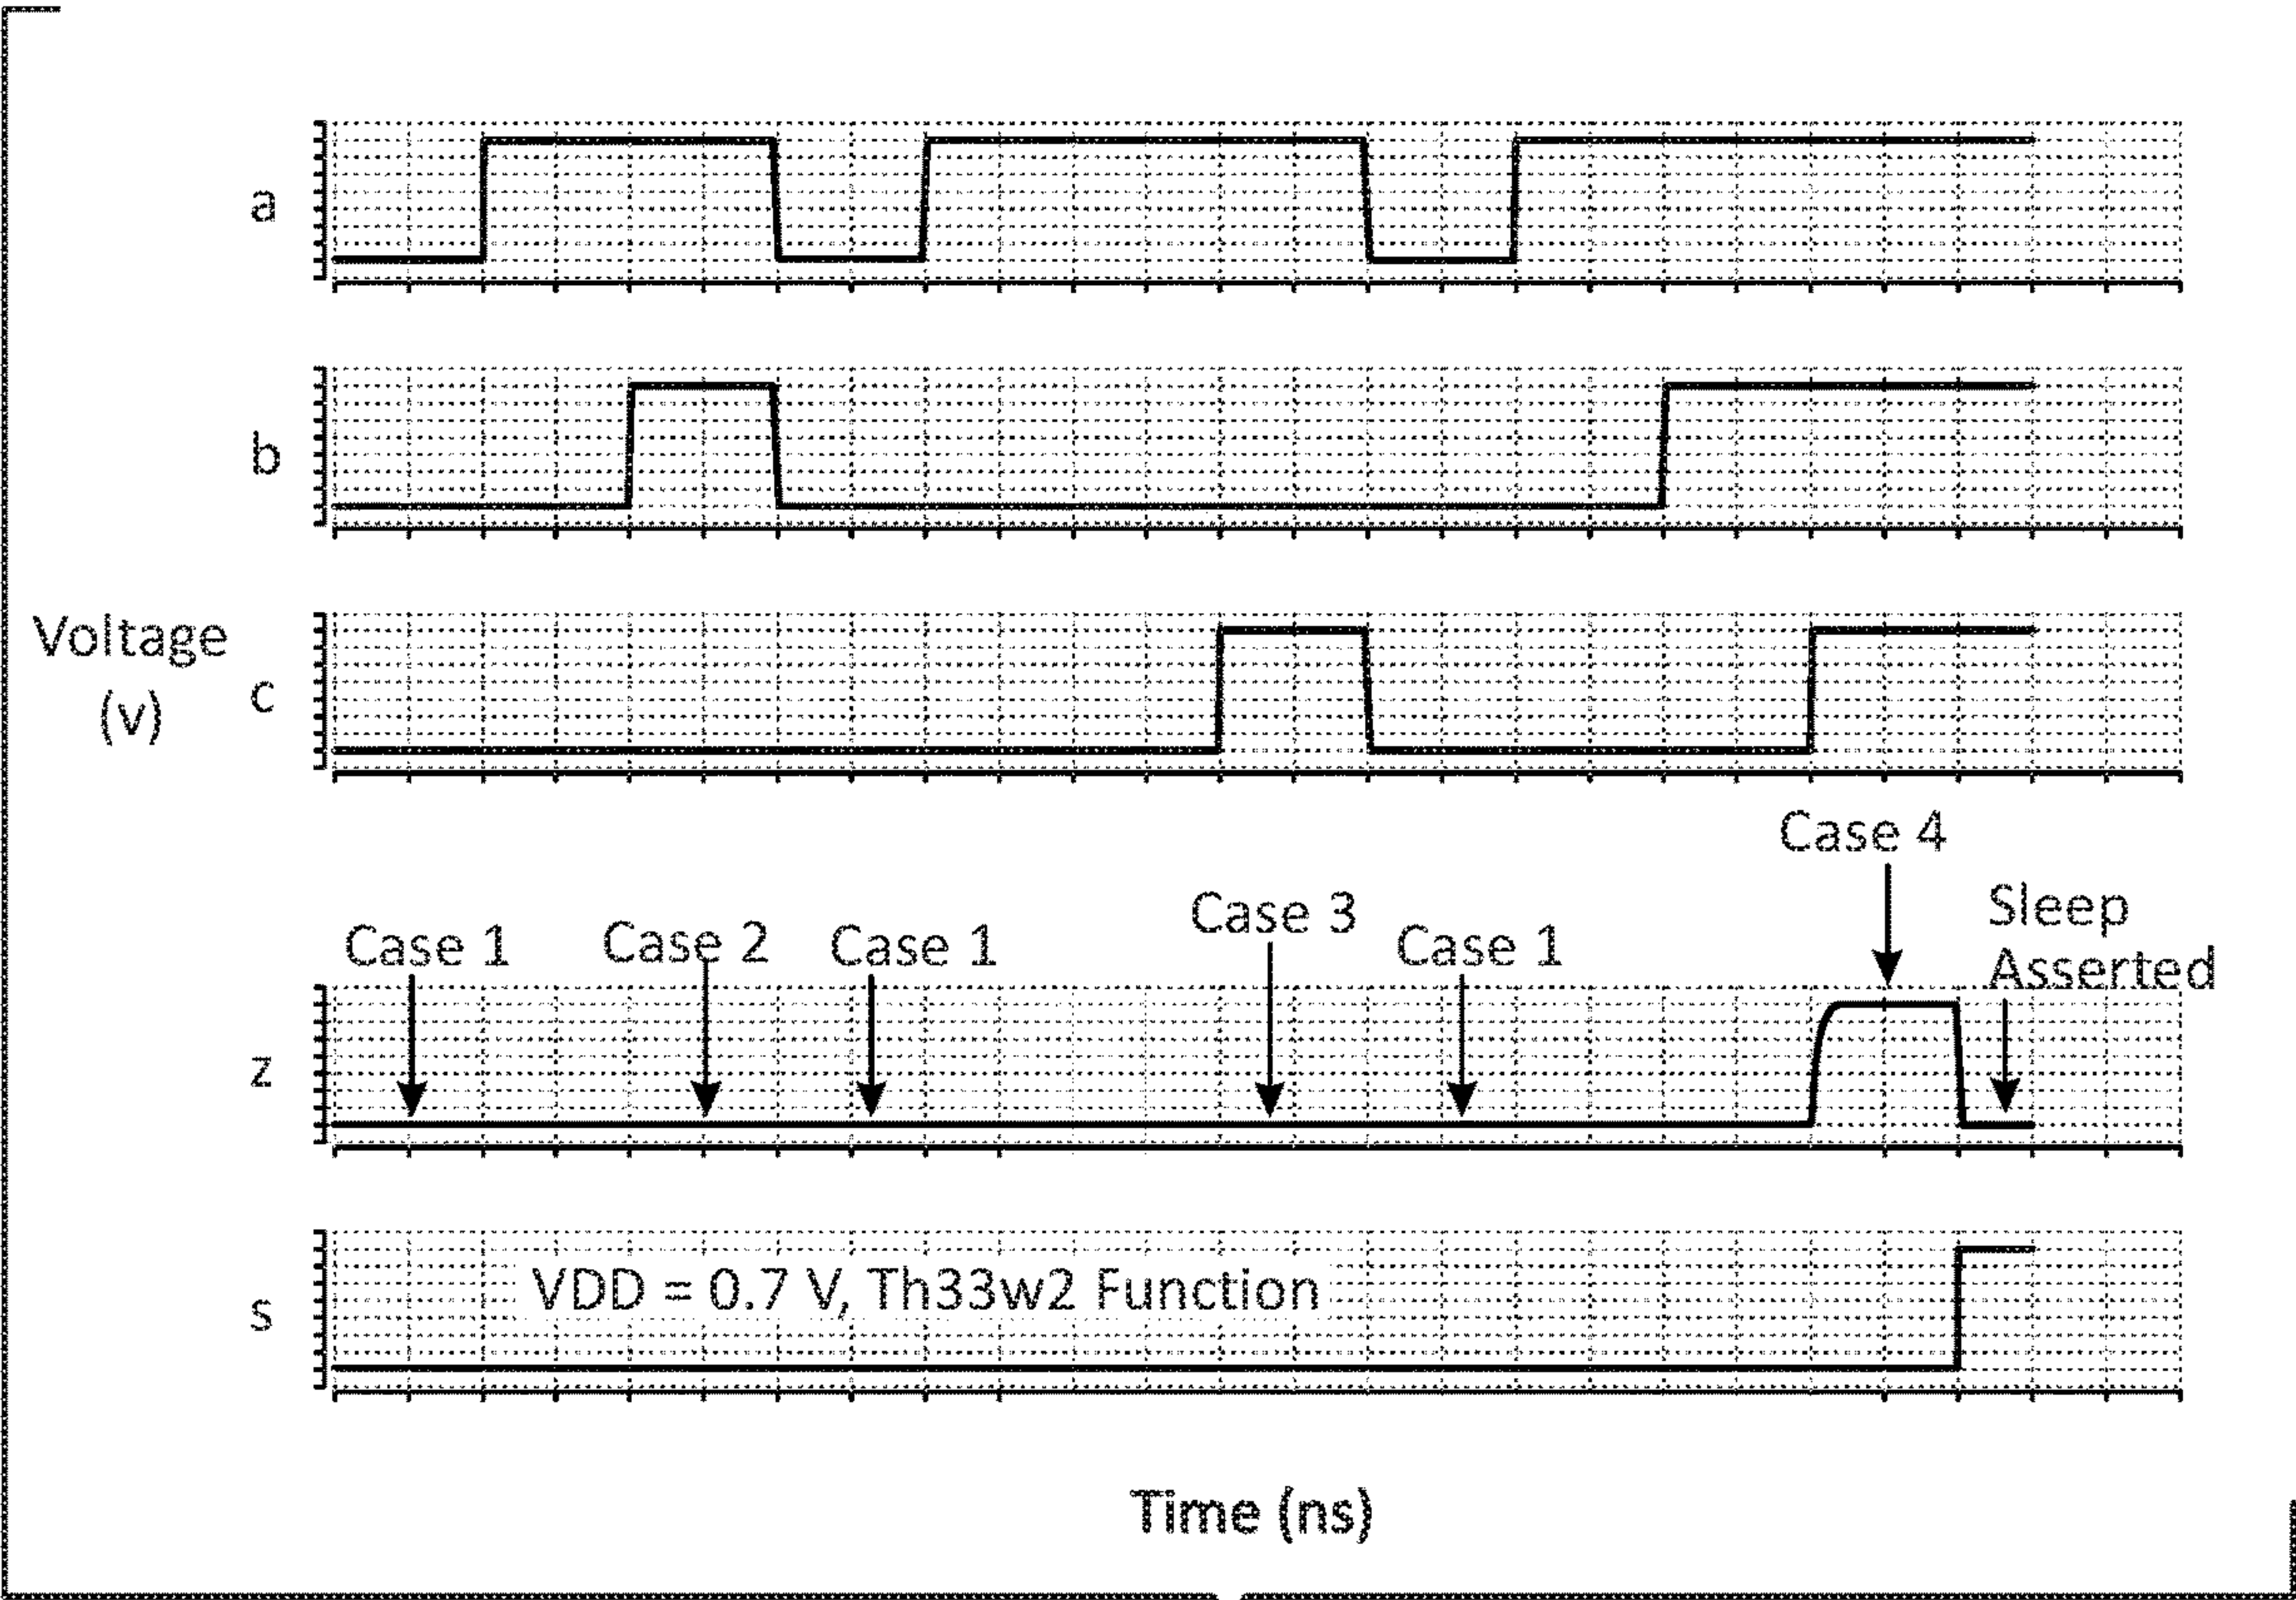 a
b
Voltage
(v)
c
Case 4
Case 1
Case 2
Case 1
Case 3
Case 1
Sleep
Asserted
z
VDD = 0.7 V, Th33w2 Function
s
Time (ns)